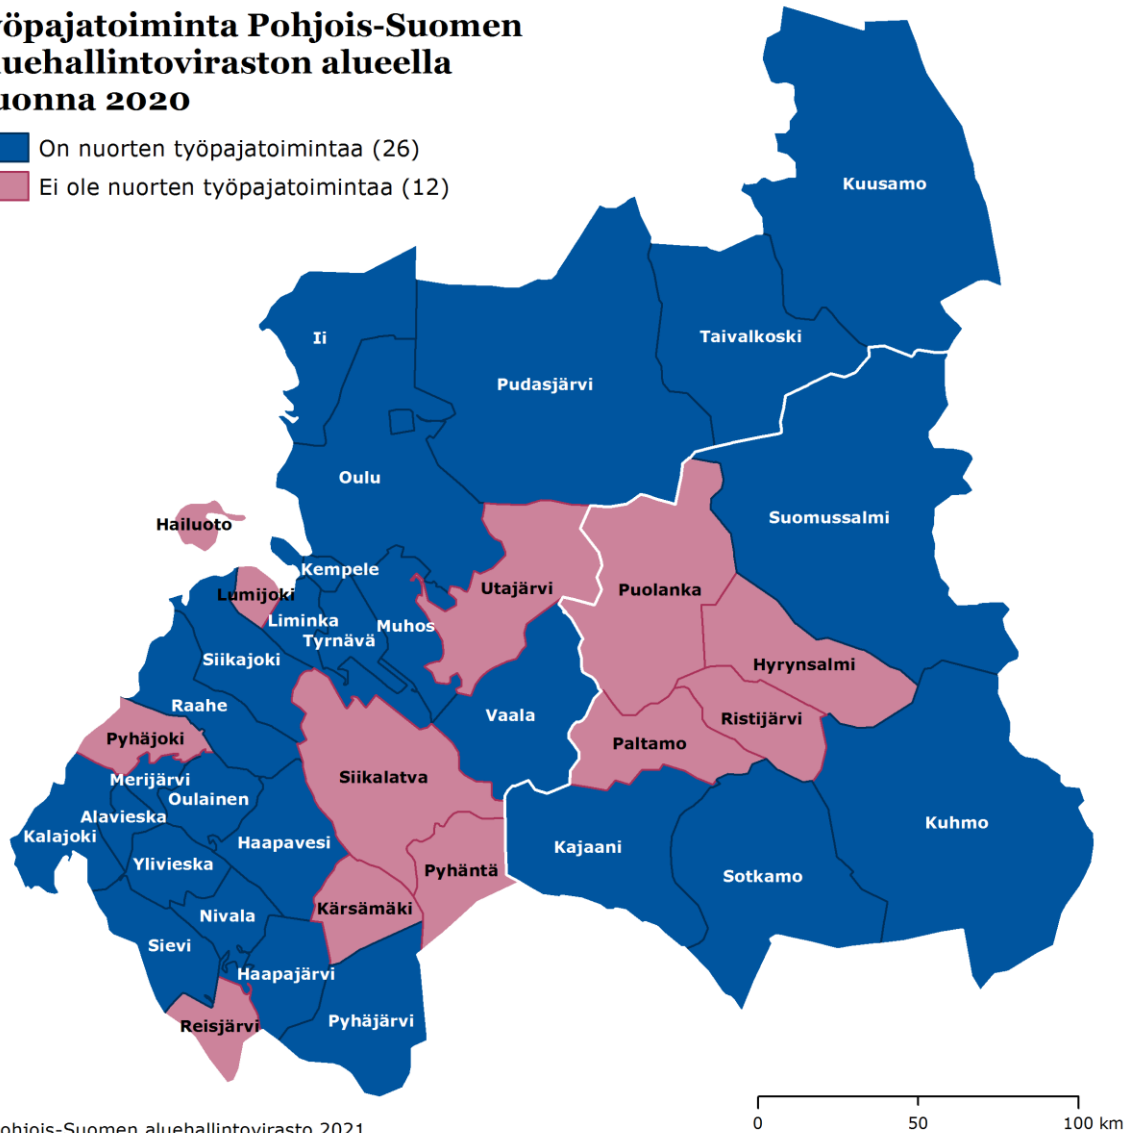 yöpajatoiminta Pohjois-Suomen
luehallintoviraston alueella
uonna 2020
On nuorten työpajatoimintaa (26)
Ei ole nuorten työpajatoimintaa (12)
Kuusamo
Ii
Taivalkoski
Pudasjärvi
Oulu
Suomussalmi
Hailuoto
Kempele
Utajärvi
Puolanka
Lumijoki
Liminka
Muhos
Tyrnävä
Siikajoki
Hyrynsalmi
Raahe
Vaala
Ristijärvi
Pyhäjoki
Paltamo
Siikalatva
Merijärvi
Oulainen
Alavieska
Kalajoki
Haapavesi
Kajaani
Kuhmo
Ylivieska
Pyhäntä
Sotkamo
Kärsämäki
Nivala
Sievi
Haapajärvi
Reisjärvi
Pyhäjärvi
0 50 100 km
ohjois-Suomen aluehallintovirasto 2021